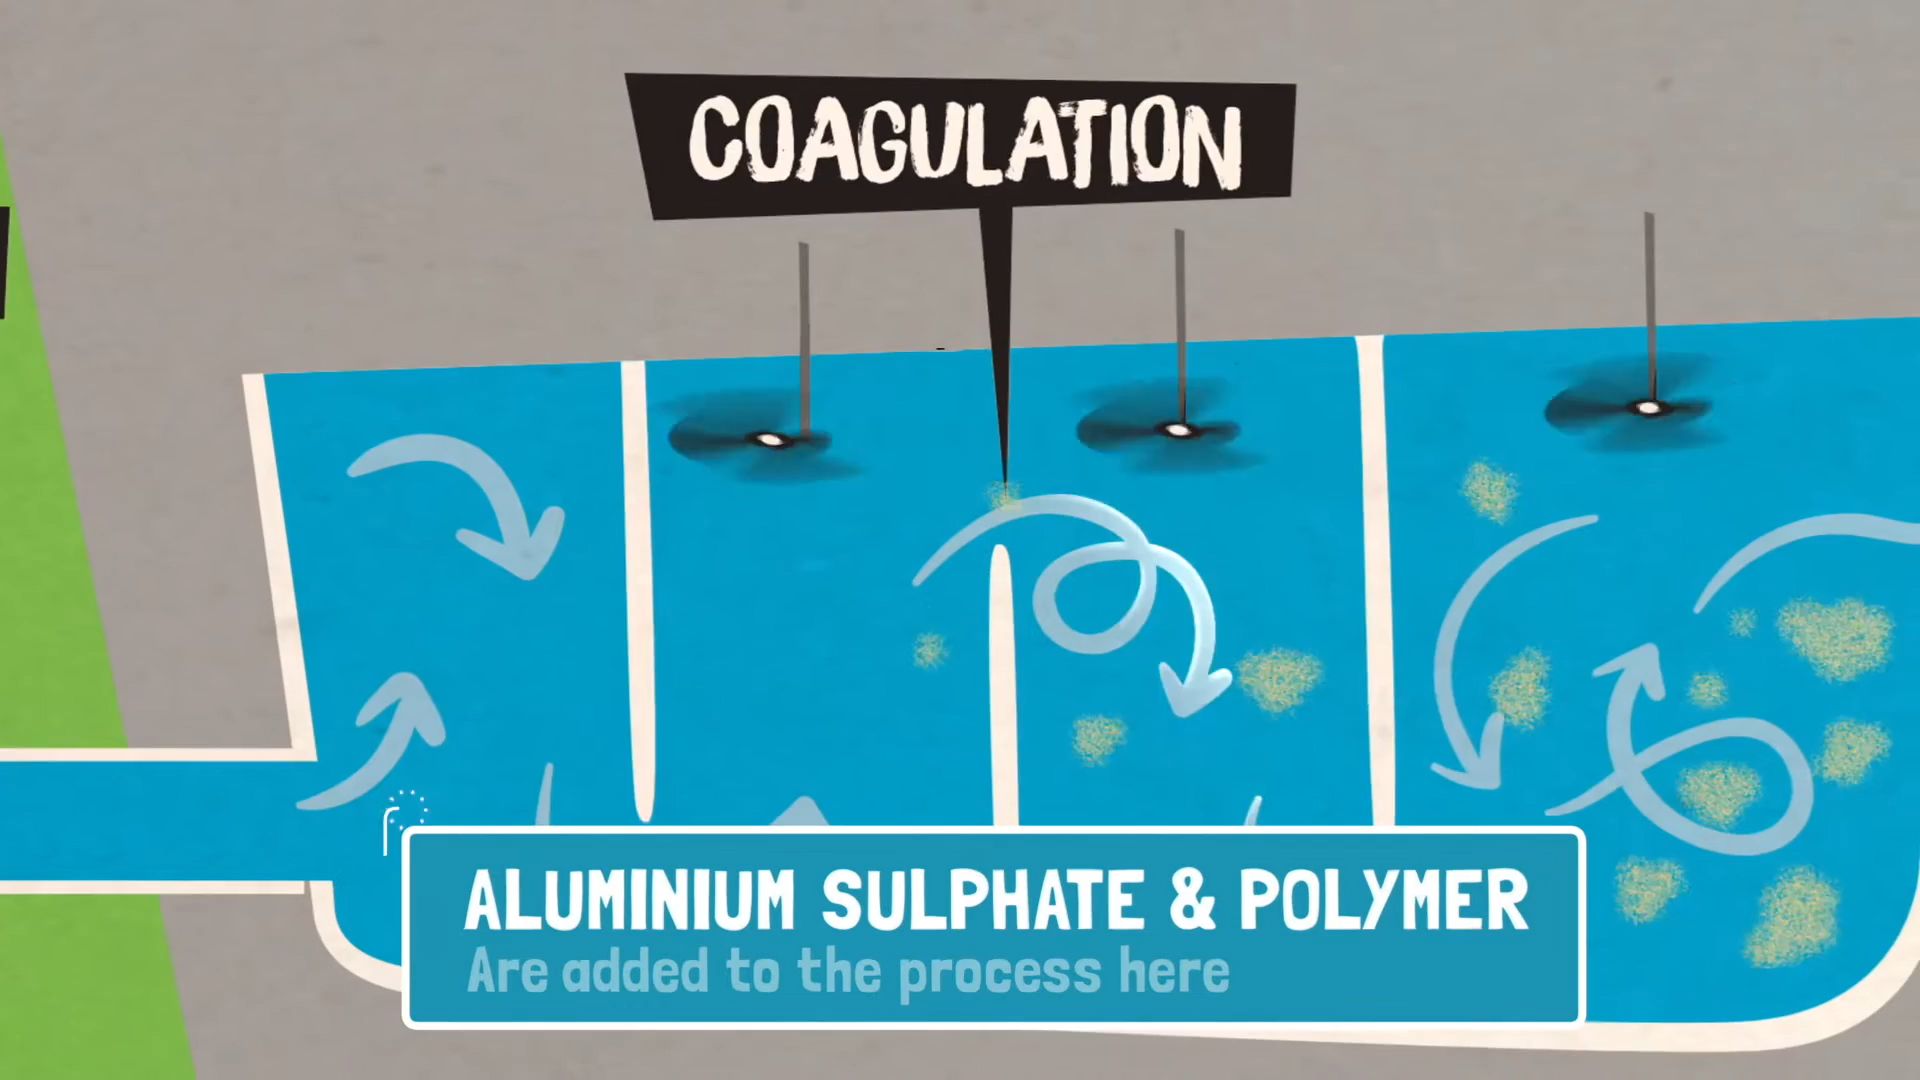 COAGULATION
ALUMINIUM SULPHATE & POLYMER
Are added to the process here